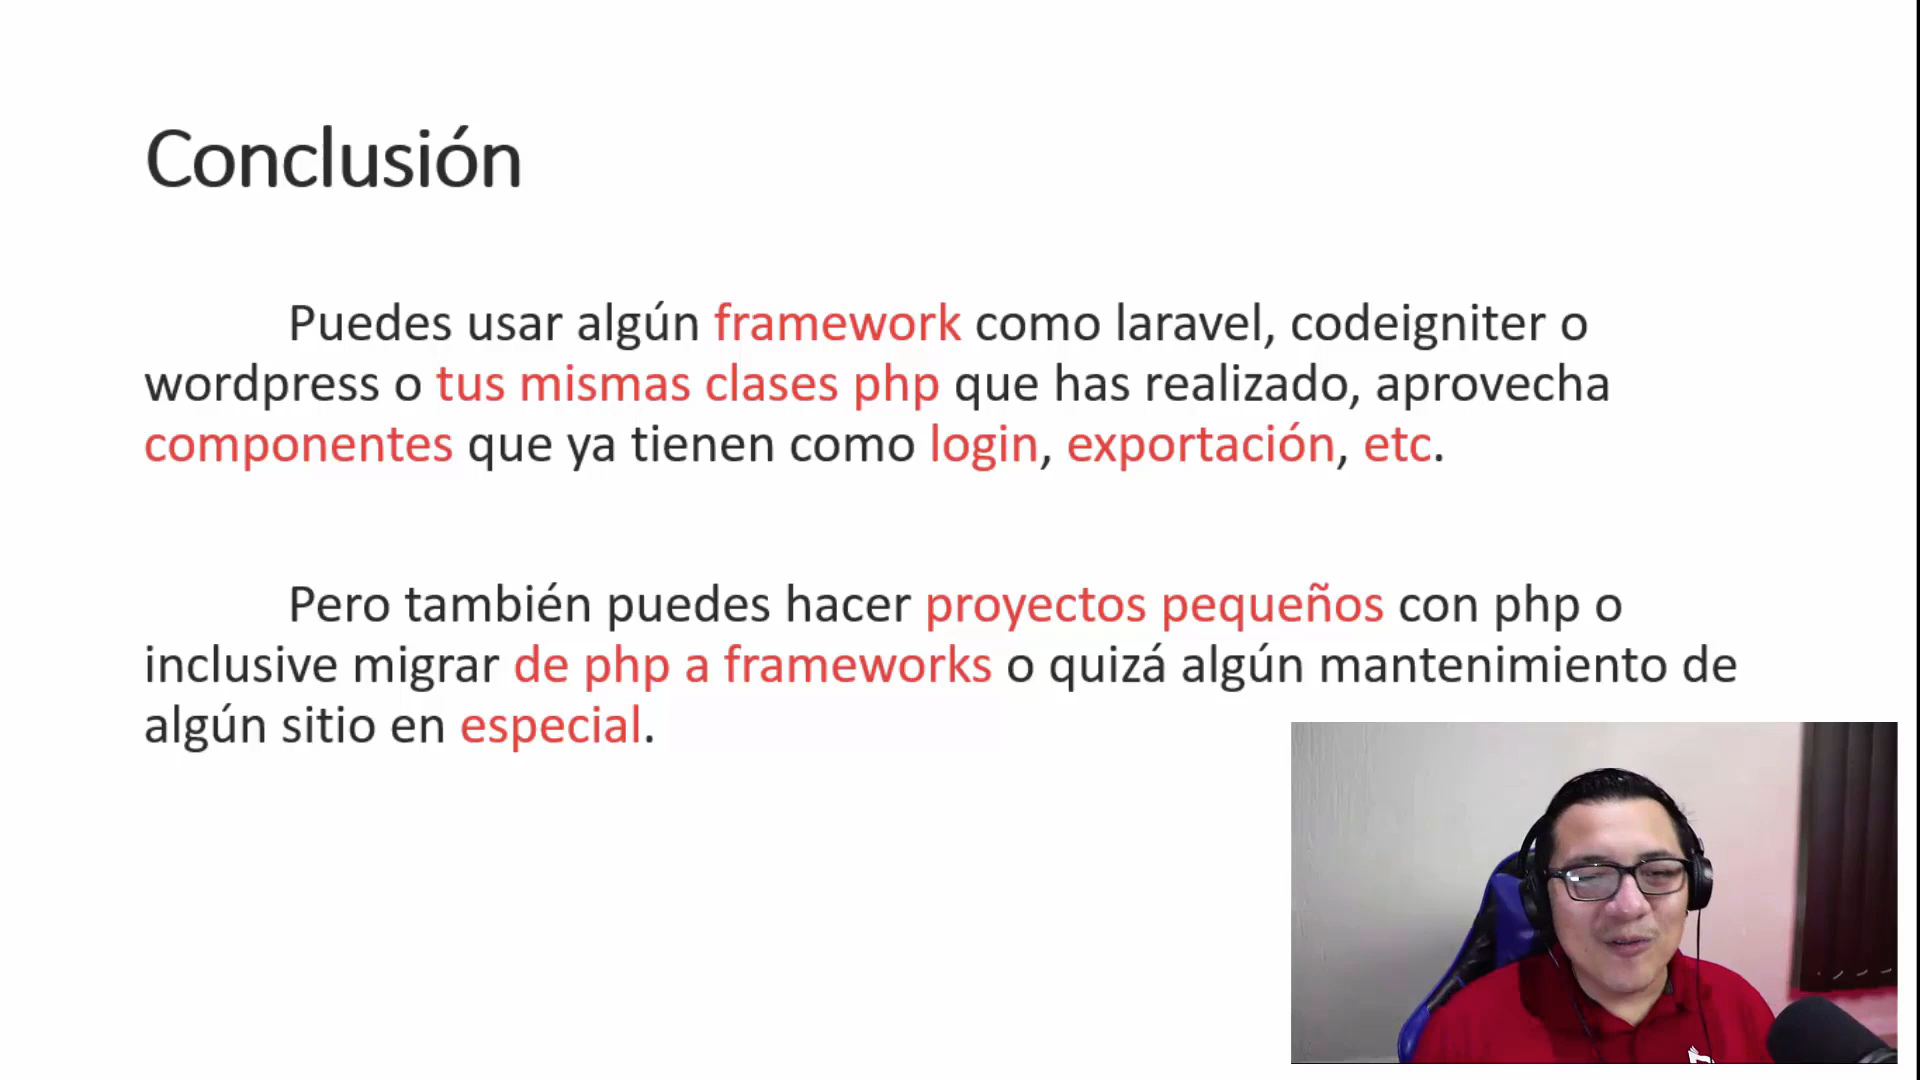 Conclusión
Puedes usar algún framework como laravel, codeigniter o
wordpress o tus mismas clases php que has realizado, aprovecha
componentes que ya tienen como login, exportación, etc.
Pero también puedes hacer proyectos pequeños con php o
inclusive migrar de php a frameworks o quizá algún mantenimiento de
algún sitio en especial.